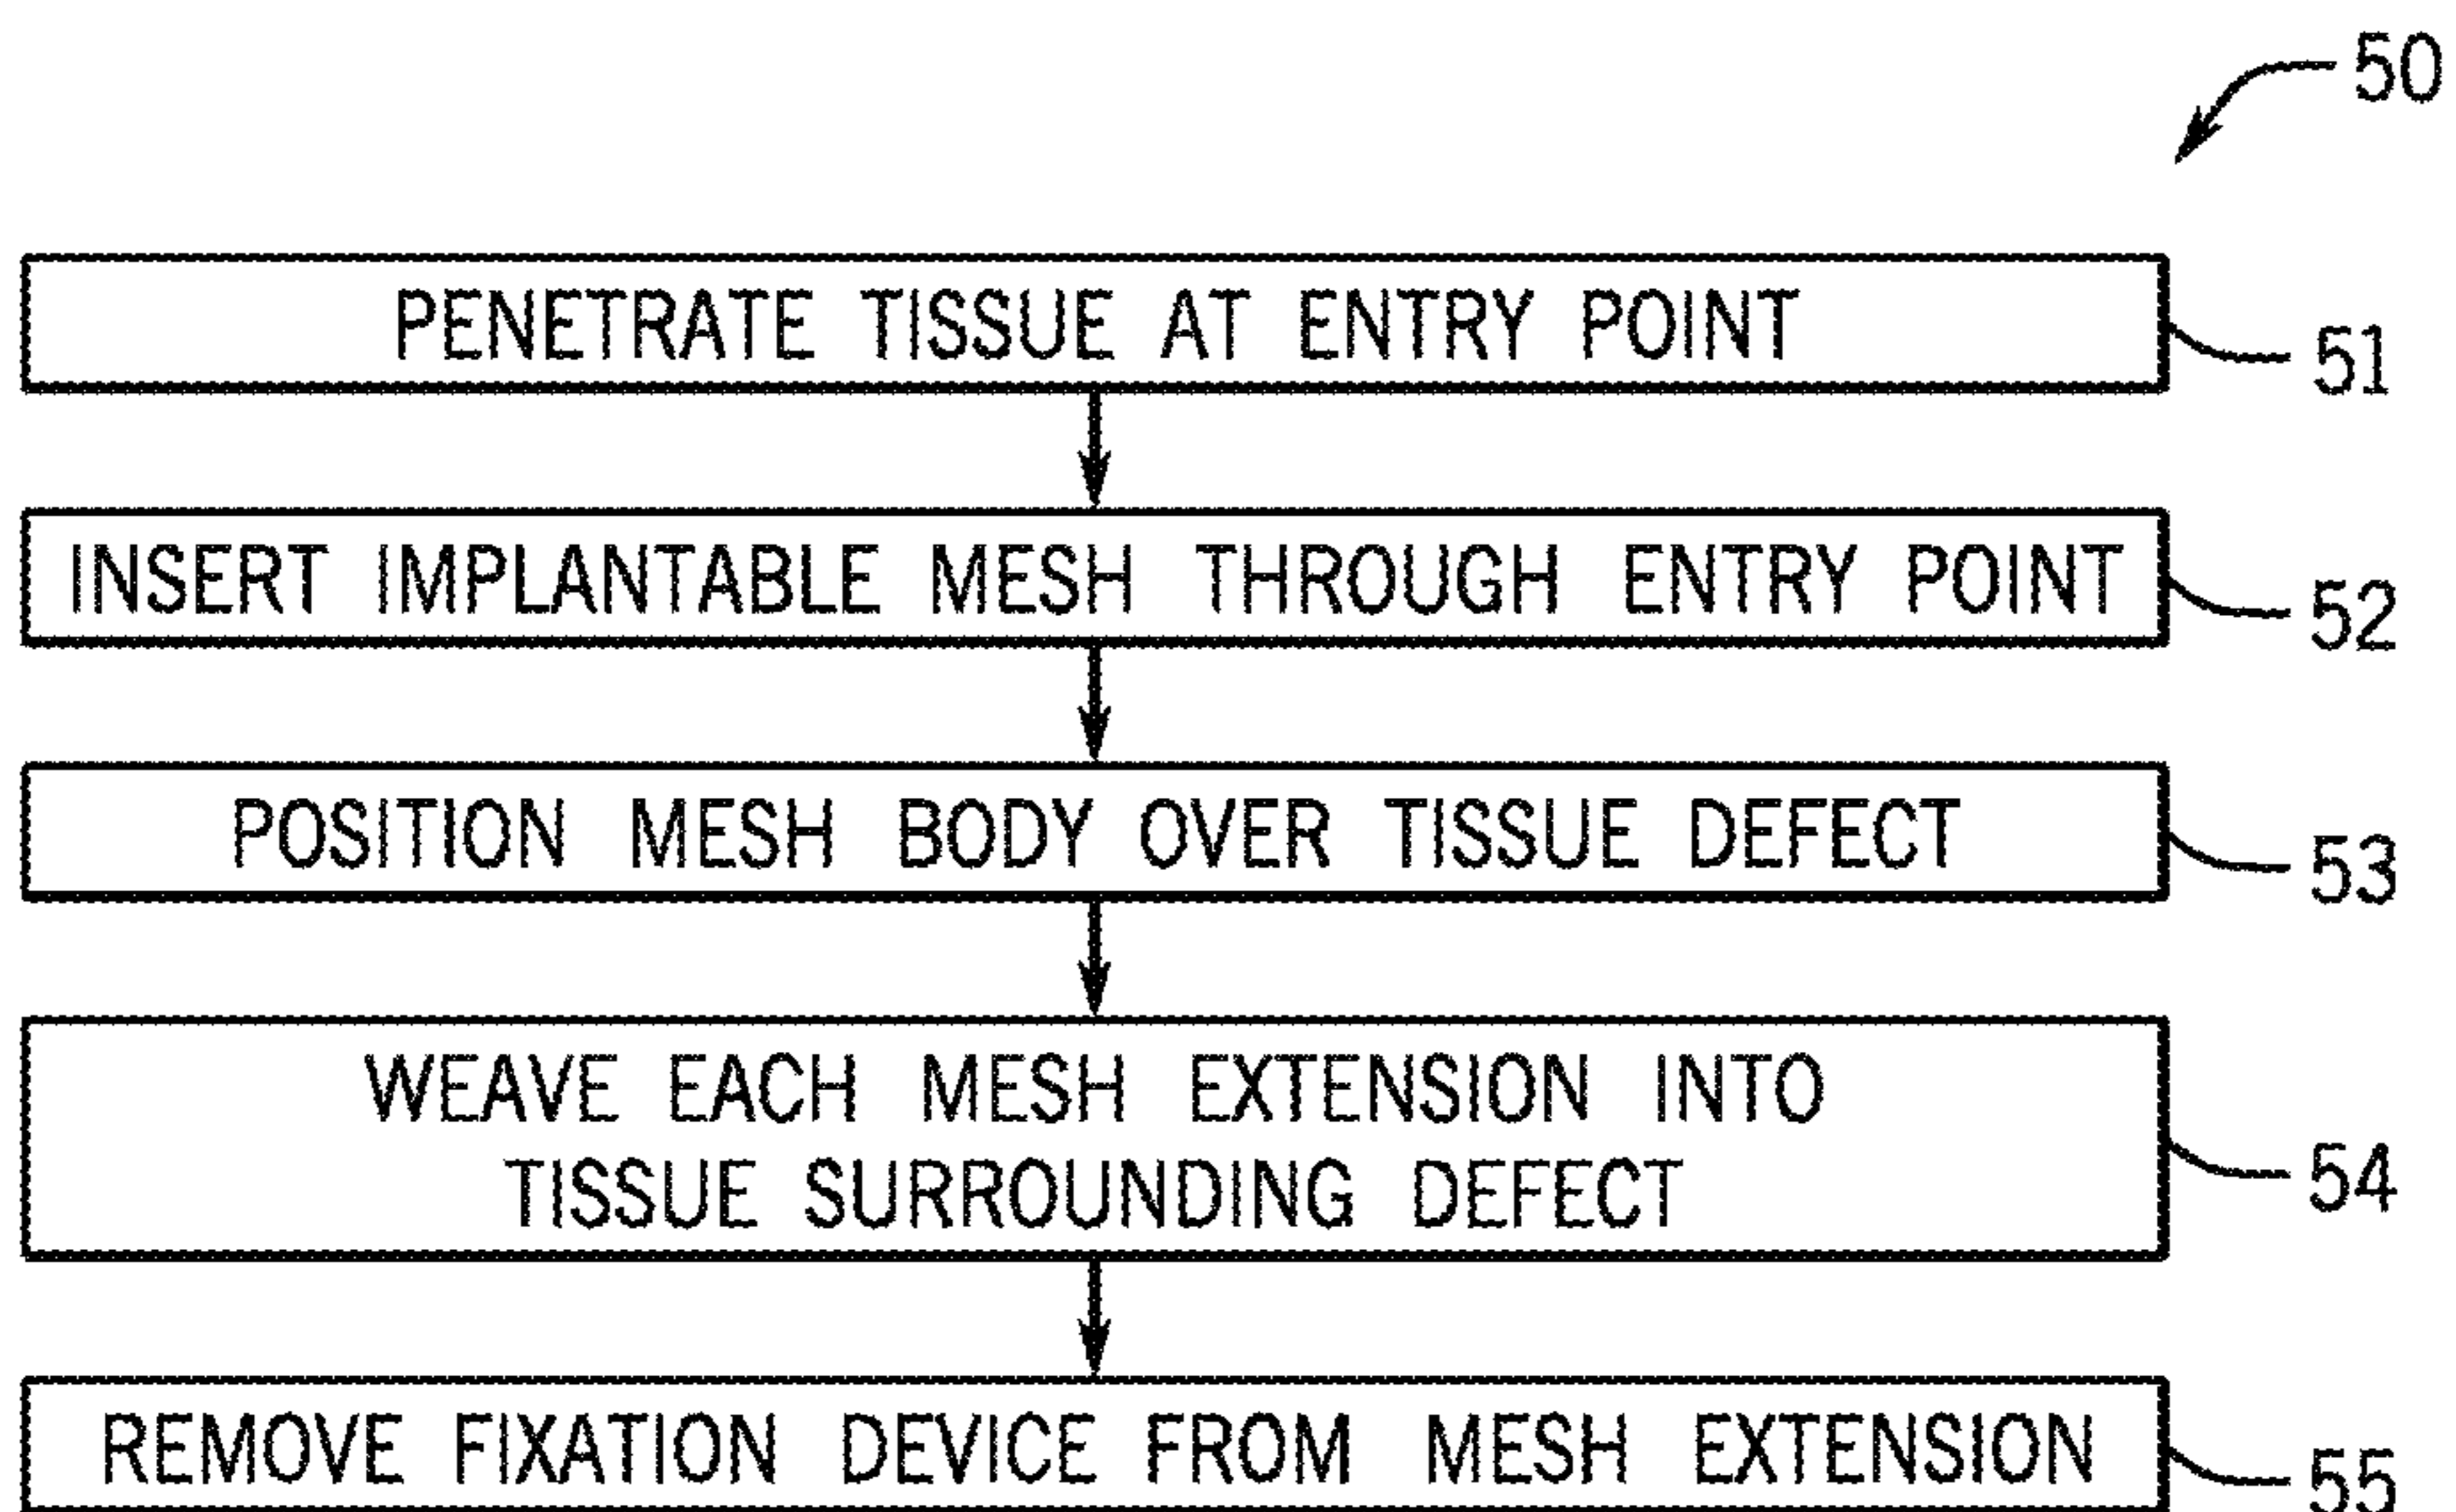 50
PENETRATE TISSUE AT ENTRY POINT
51
INSERT IMPLANTABLE MESH THROUGH ENTRY POINT
52
POSITION MESH BODY OVER TISSUE DEFECT
53
WEAVE EACH MESH EXTENSION INTO
TISSUE SURROUNDING DEFECT
54
REMOVE FIXATION DEVICE FROM MESH EXTENSION
55